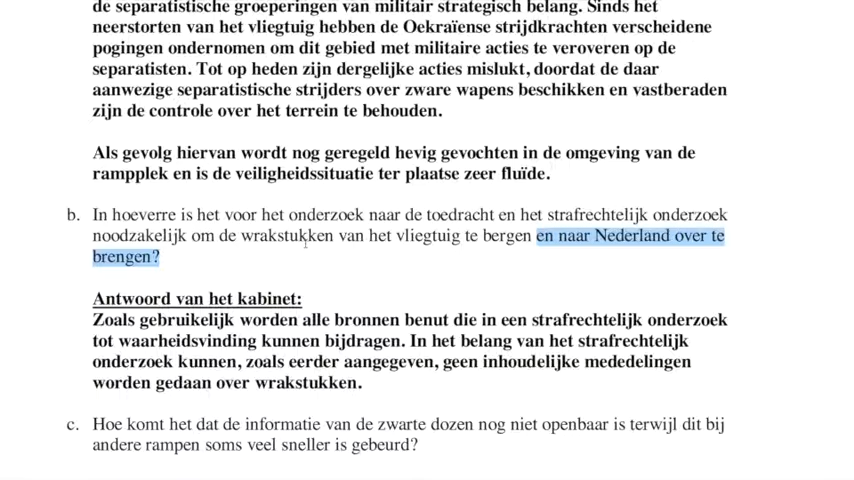 de separatistische groeperingen van militair strategisch belang. Sinds het
neerstorten van het vliegtuig hebben de Oekraïense strijdkrachten verscheidene
pogingen ondernomen om dit gebied met militaire acties te veroveren op de
separatisten. Tot op heden zijn dergelijke acties mislukt, doordat de daar
aanwezige separatistische strijders over zware wapens beschikken en vastberaden
zijn de controle over het terrein te behouden.
Als gevolg hiervan wordt nog geregeld hevig gevochten in de omgeving van de
rampplek en is de veiligheidssituatie ter plaatse zeer fluïde.
b. In hoeverre is het voor het onderzoek naar de toedracht en het strafrechtelijk onderzoek
noodzakelijk om de wrakstukken van het vliegtuig te bergen en naar Nederland over te
brengen?
Antwoord van het kabinet:
Zoals gebruikelijk worden alle bronnen benut die in een strafrechtelijk onderzoek
tot waarheidsvinding kunnen bijdragen. In het belang van het strafrechtelijk
onderzoek kunnen, zoals eerder aangegeven, geen inhoudelijke mededelingen
worden gedaan over wrakstukken.
c. Hoe komt het dat de informatie van de zwarte dozen nog niet openbaar is terwijl dit bij
andere rampen soms veel sneller is gebeurd?